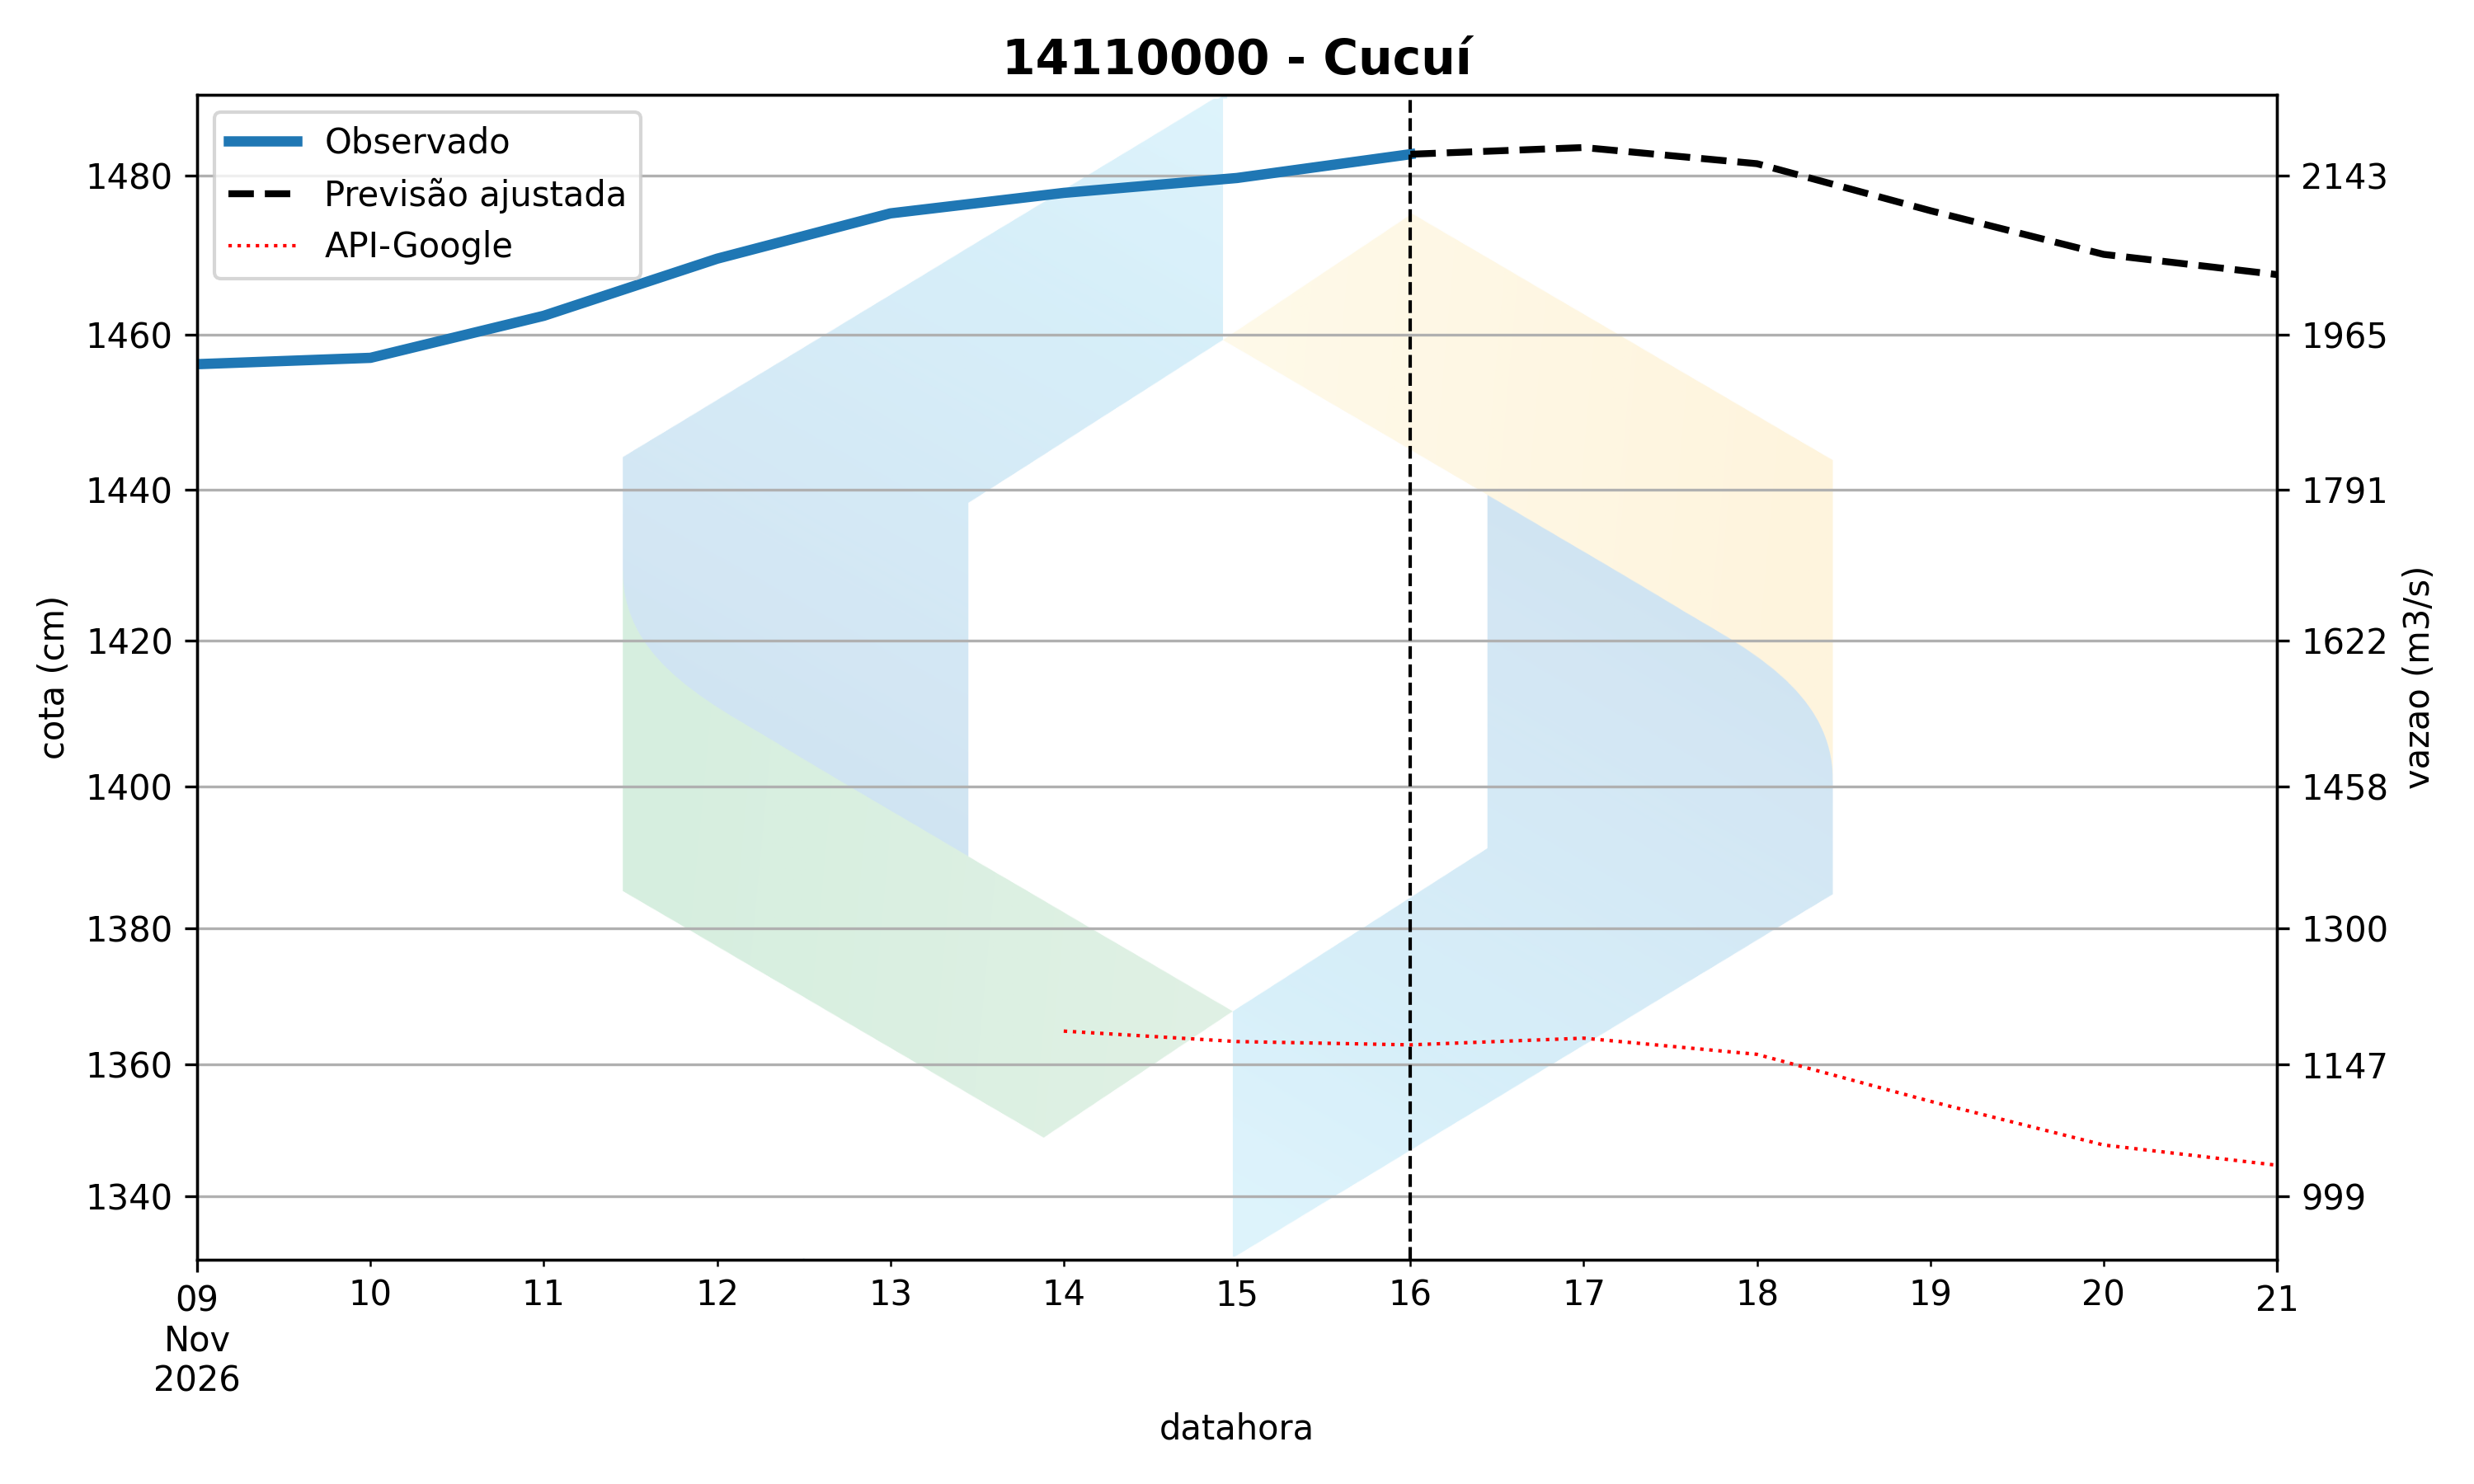 14110000 - Cucuí
Observado
Previsão ajustada
API-Google
1480
1460
1440
1420
1400
1380
1360
1340
cota (cm)
2143
1965
1791
1622
1458
1300
1147
999
vazao (m3/s)
09 10 11 12 13 14 15 16 17 18 19 20 21
Nov
2026
datahora